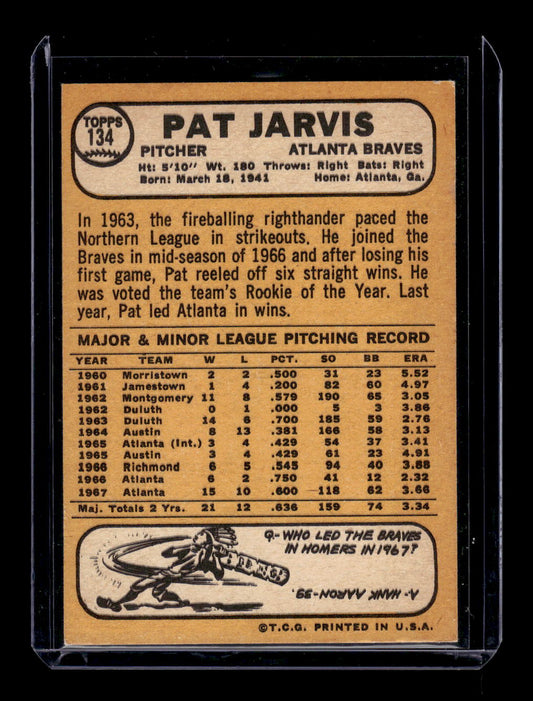 TOPPS
134
PAT JARVIS
PITCHER ATLANTA BRAVES
Ht: 5'10" Wt. 180 Throws: Right Bats: Right
Born: March 18, 1941 Home: Atlanta, Ga.
In 1963, the fireballing righthander paced the
Northern League in strikeouts. He joined the
Braves in mid-season of 1966 and after losing his
first game, Pat reeled off six straight wins. He
was voted the team's Rookie of the Year. Last
year, Pat led Atlanta in wins.
MAJOR & MINOR LEAGUE PITCHING RECORD
YEAR TEAM W L PCT. SO BB ERA
1960 Morristown 2 2 .500 31 23 5.52
1961 Jamestown 1 4 .200 82 60 4.97
1962 Montgomery 11 8 .579 190 65 3.05
1962 Duluth 0 1 .000 5 3 3.86
1963 Duluth 14 6 .700 185 59 2.76
1964 Austin 8 13 .381 166 58 3.13
1965 Atlanta (Int.) 3 4 .429 54 37 3.41
1965 Austin 3 4 .429 61 23 4.91
1966 Richmond 6 5 .545 94 40 3.88
1966 Atlanta 6 2 .750 41 12 2.32
1967 Atlanta 15 10 .600 118 62 3.66
Maj. Totals 2 Yrs. 21 12 .636 159 74 3.34
Q.-WHO LED THE BRAVES
IN HOMERS IN 1967?
A.-HANK AARON-39.
©T.C.G. PRINTED IN U.S.A.